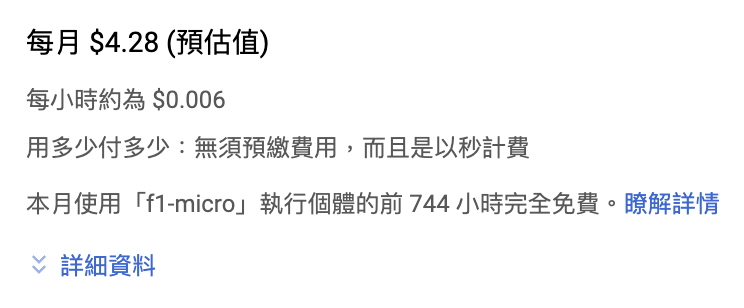 每月 $4.28 (預估值)
每小時約為 $0.006
用多少付多少：無須預繳費用，而且是以秒計費
本月使用「f1-micro」執行個體的前 744 小時完全免費。瞭解詳情
詳細資料